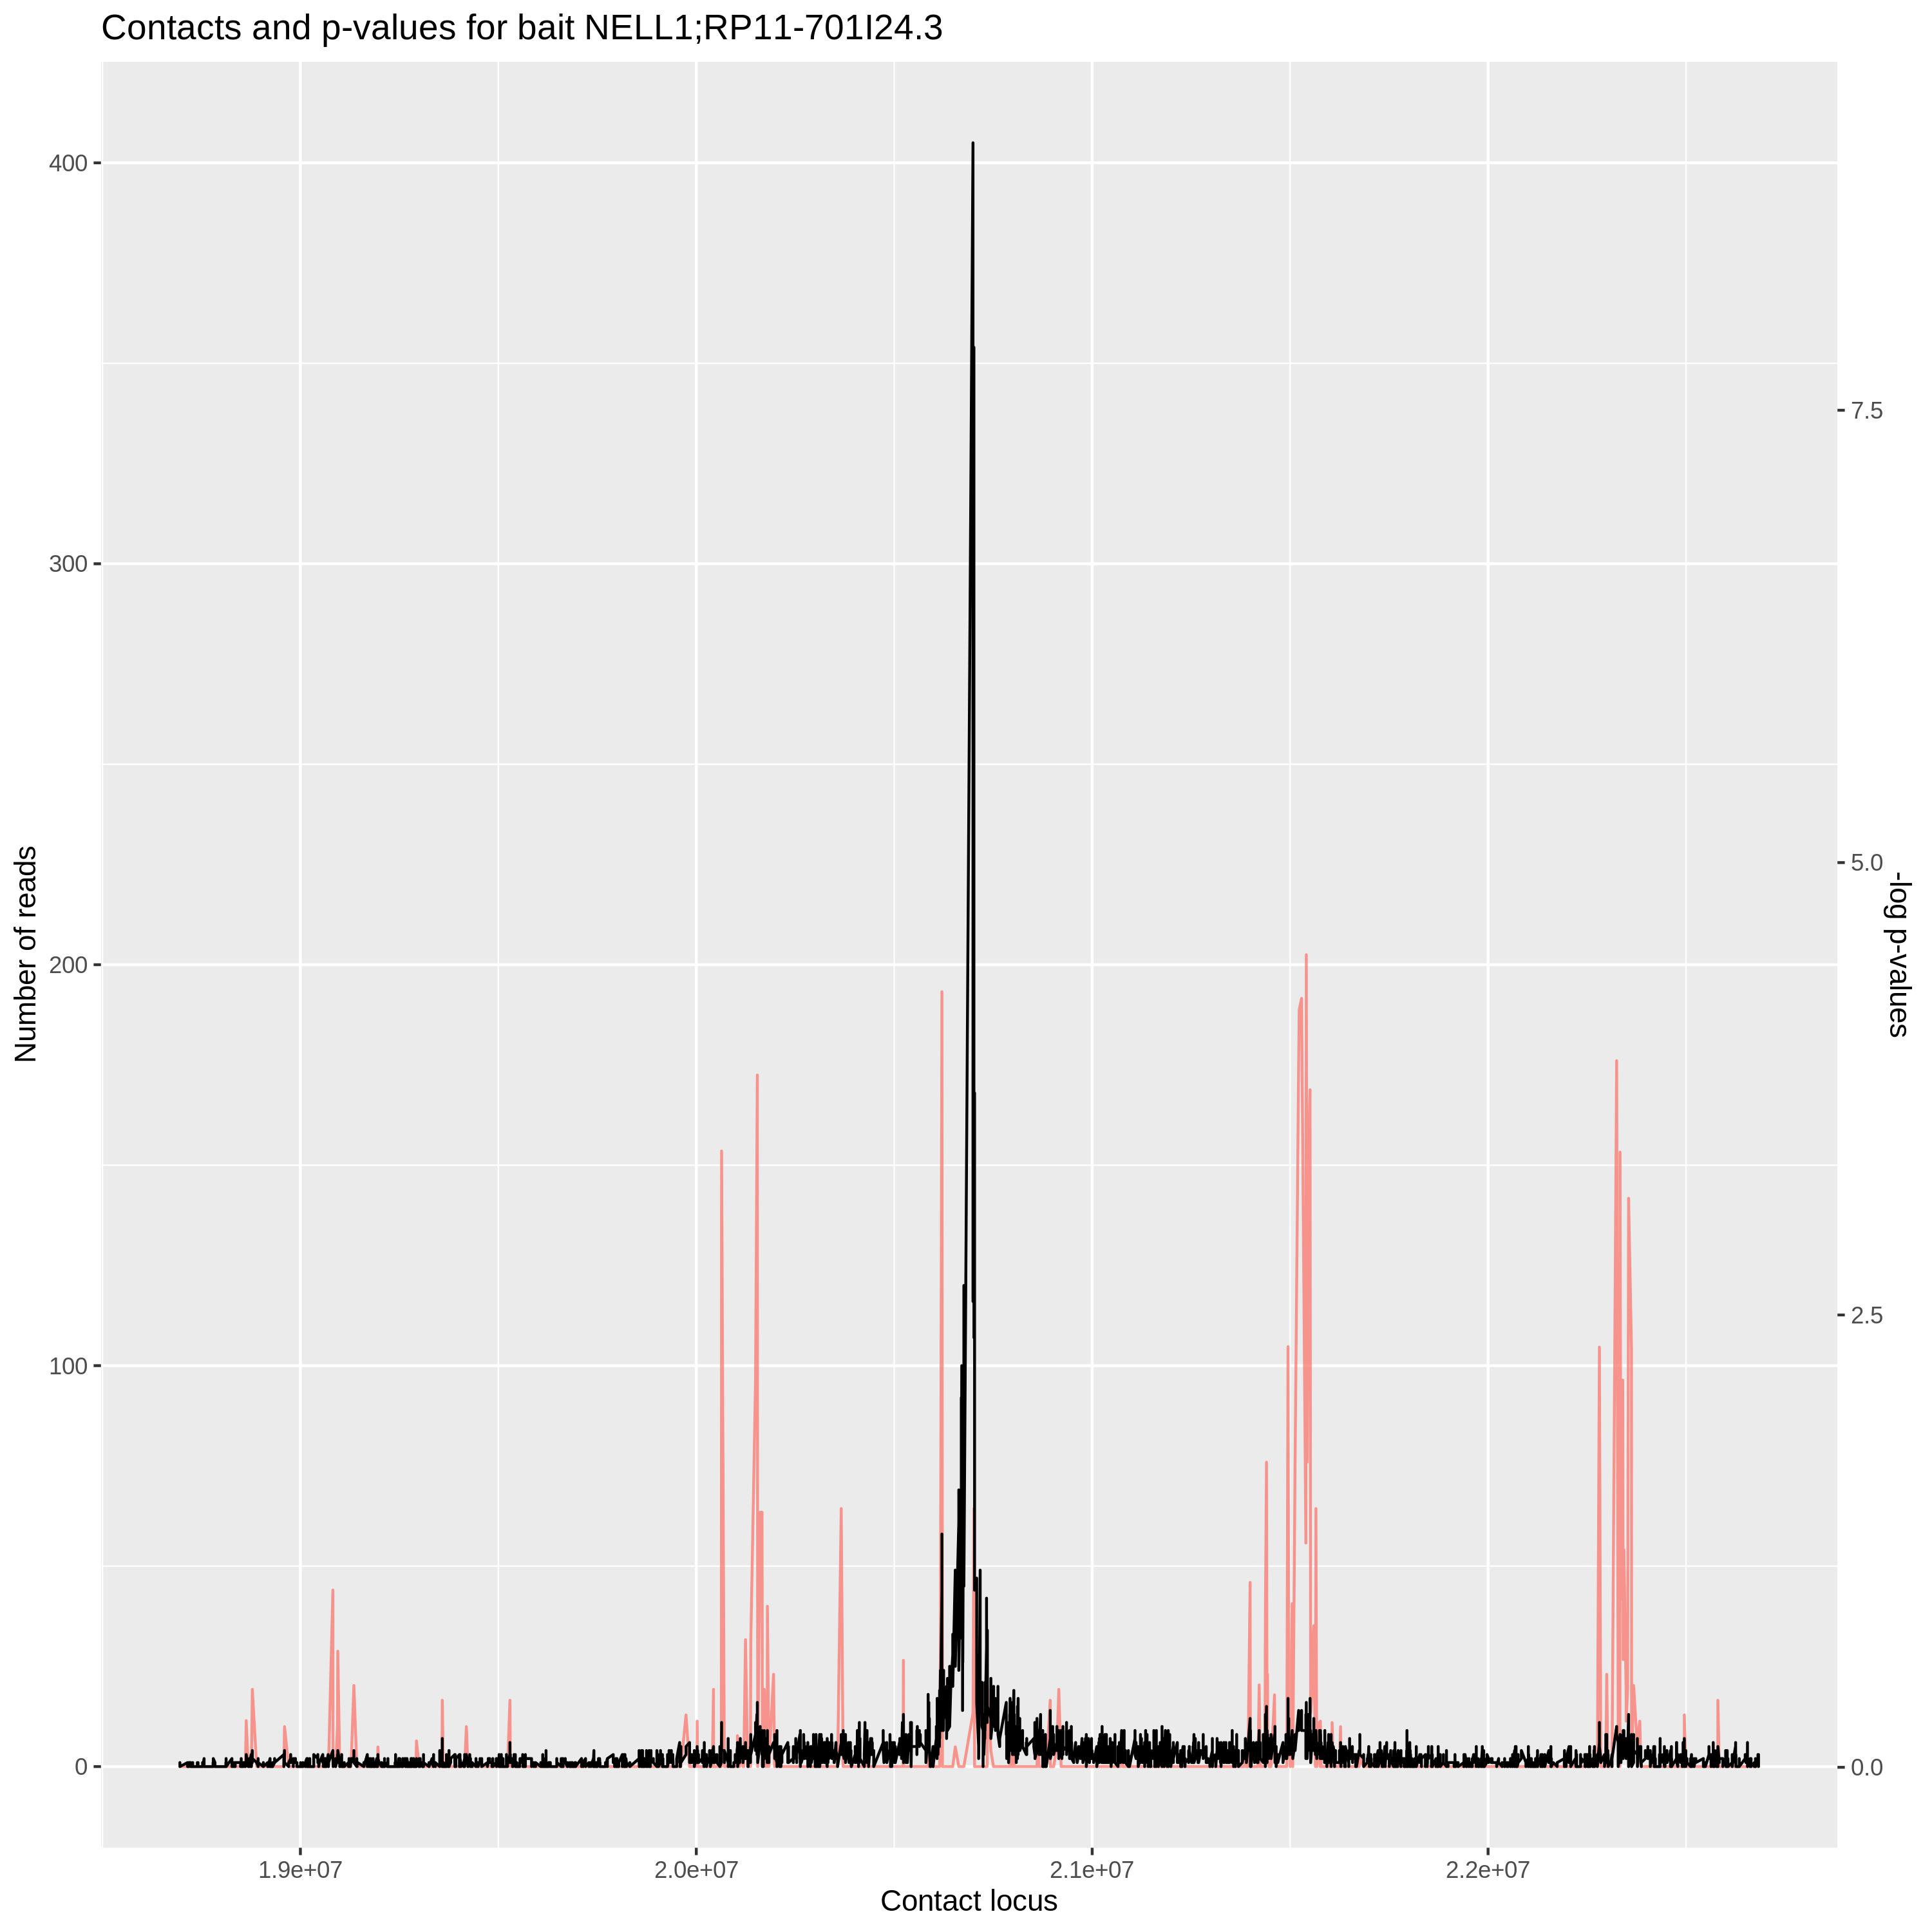 Contacts and p-values for bait NELL1;RP11-701I24.3
400
300
200
100
0
Number of reads
7.5
5.0
2.5
0.0
-log p-values
1.9e+07 2.0e+07 2.1e+07 2.2e+07
Contact locus